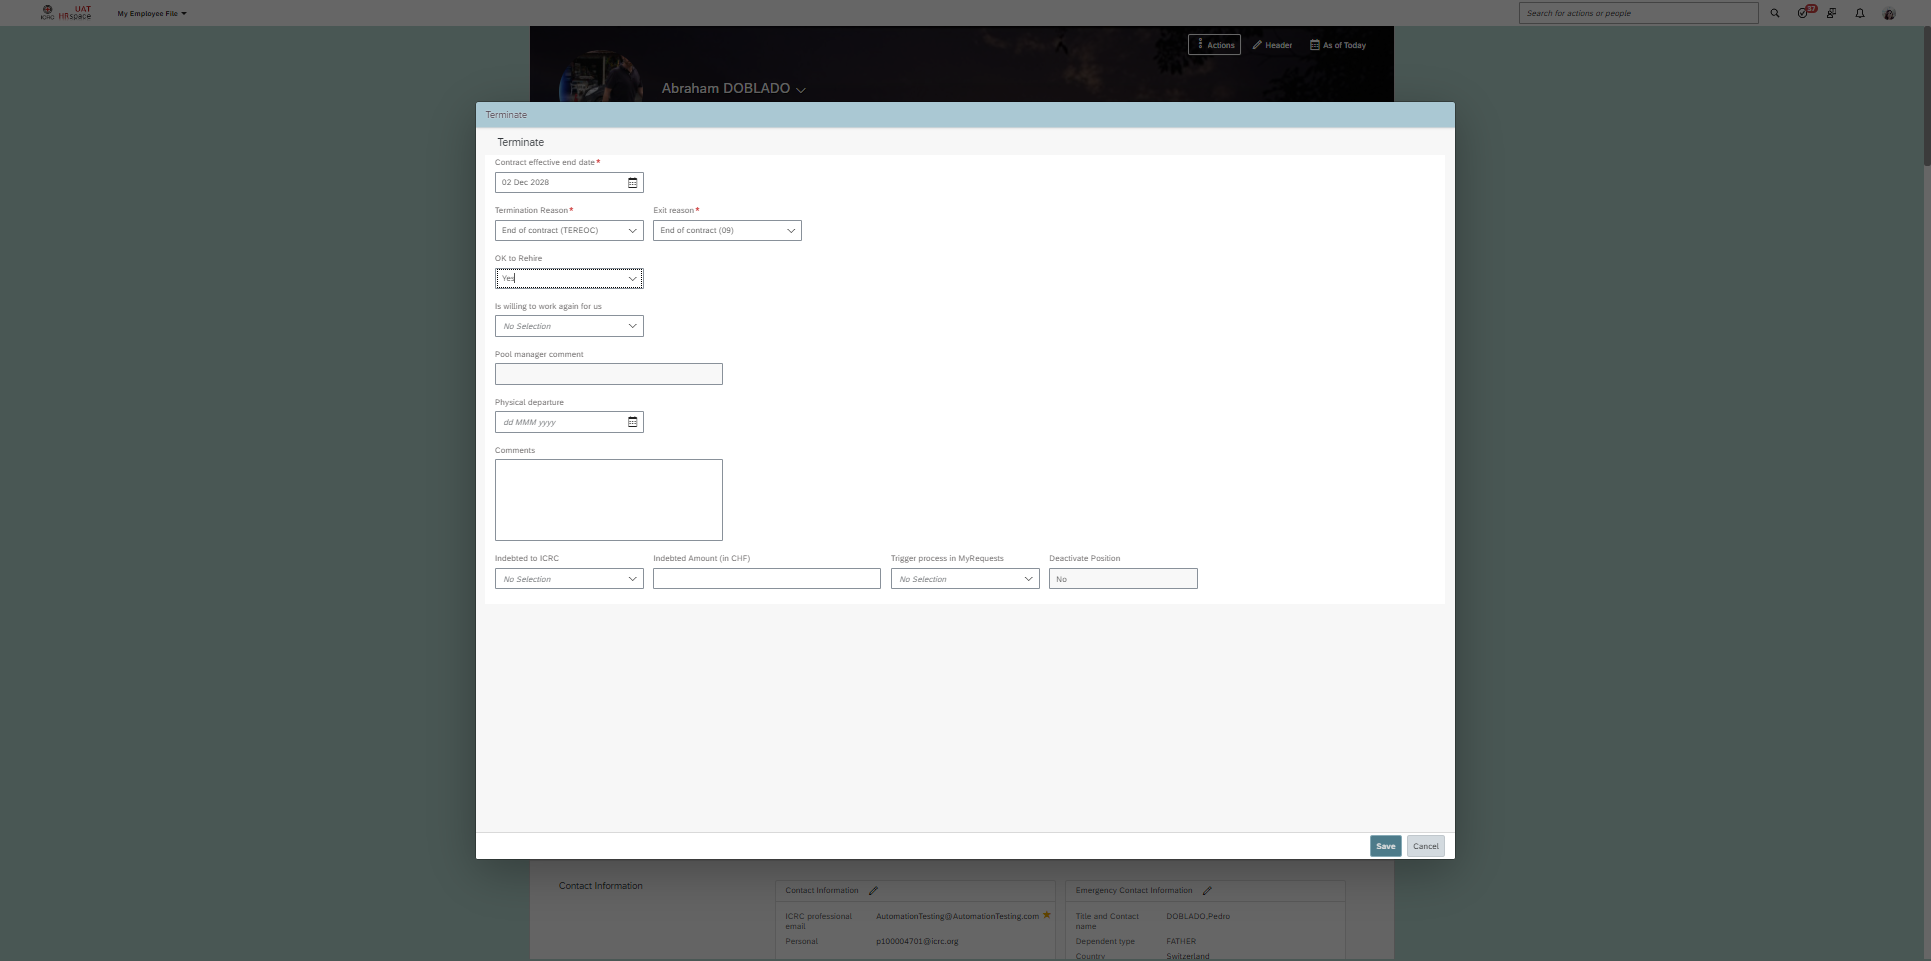 UAT
ICRC HRspace
My Employee File
Search for actions or people
37
Actions
Header
As of Today
Abraham DOBLADO
Terminate
Terminate
Contract effective end date*
02 Dec 2028
Termination Reason* Exit reason*
End of contract (TEREOC) End of contract (09)
OK to Rehire
Yes
Is willing to work again for us
No Selection
Pool manager comment
Physical departure
dd MMM yyyy
Comments
Indebted to ICRC Indebted Amount (in CHF) Trigger process in MyRequests Deactivate Position
No Selection No Selection No
Save Cancel
Contact Information
Contact Information
ICRC professional email AutomationTesting@AutomationTesting.com
Personal p100004701@icrc.org
Emergency Contact Information
Title and Contact name DOBLADO,Pedro
Dependent type FATHER
Country Switzerland